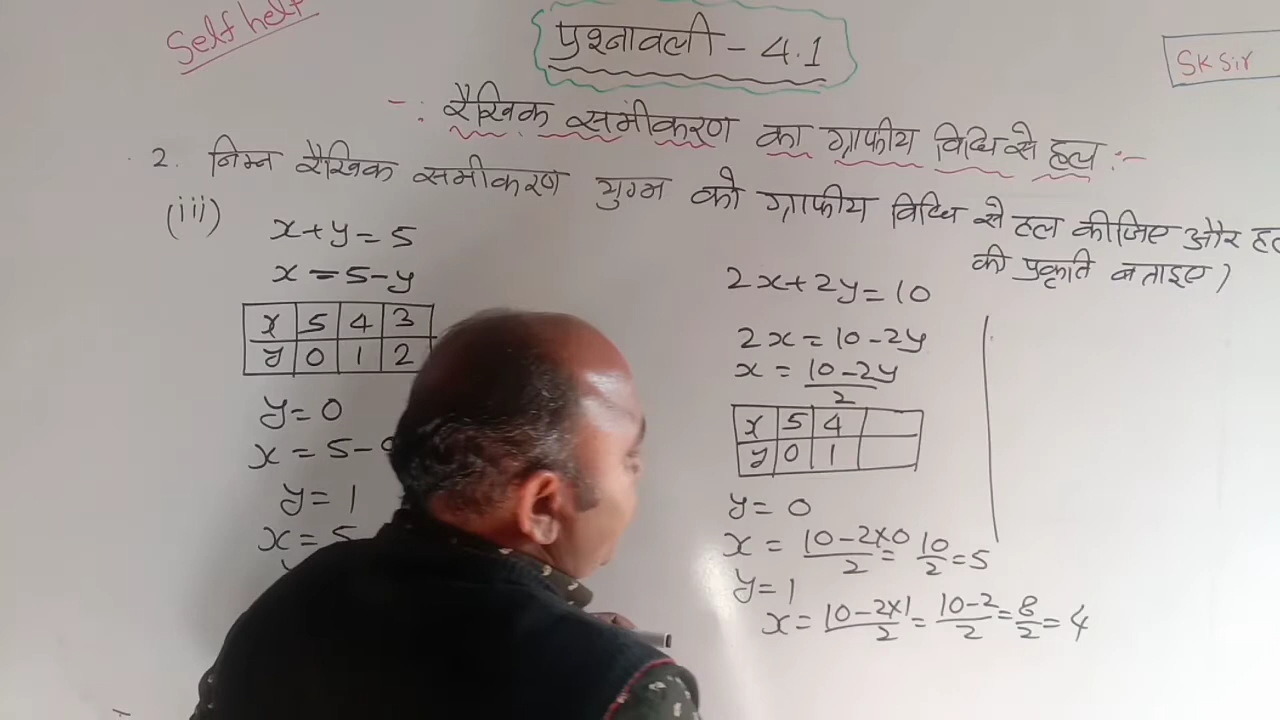 Self help
प्रश्नावली - 4.1
SK Sir
-: रैखिक समीकरण का ग्राफीय विधि से हल :-
2. निम्न रैखिक समीकरण युग्म को ग्राफीय विधि से हल कीजिए और
की प्रकृति बताइए)
(iii)
x+y=5
x=5-y
x 5 4 3
y 0 1 2
y=0
x=5-
y=1
x=5
2x+2y=10
2x=10-2y
x=10-2y/2
x 5 4
y 0 1
y=0
x=10-2×0/2=10/2=5
y=1
x=10-2×1/2=10-2/2=8/2=4